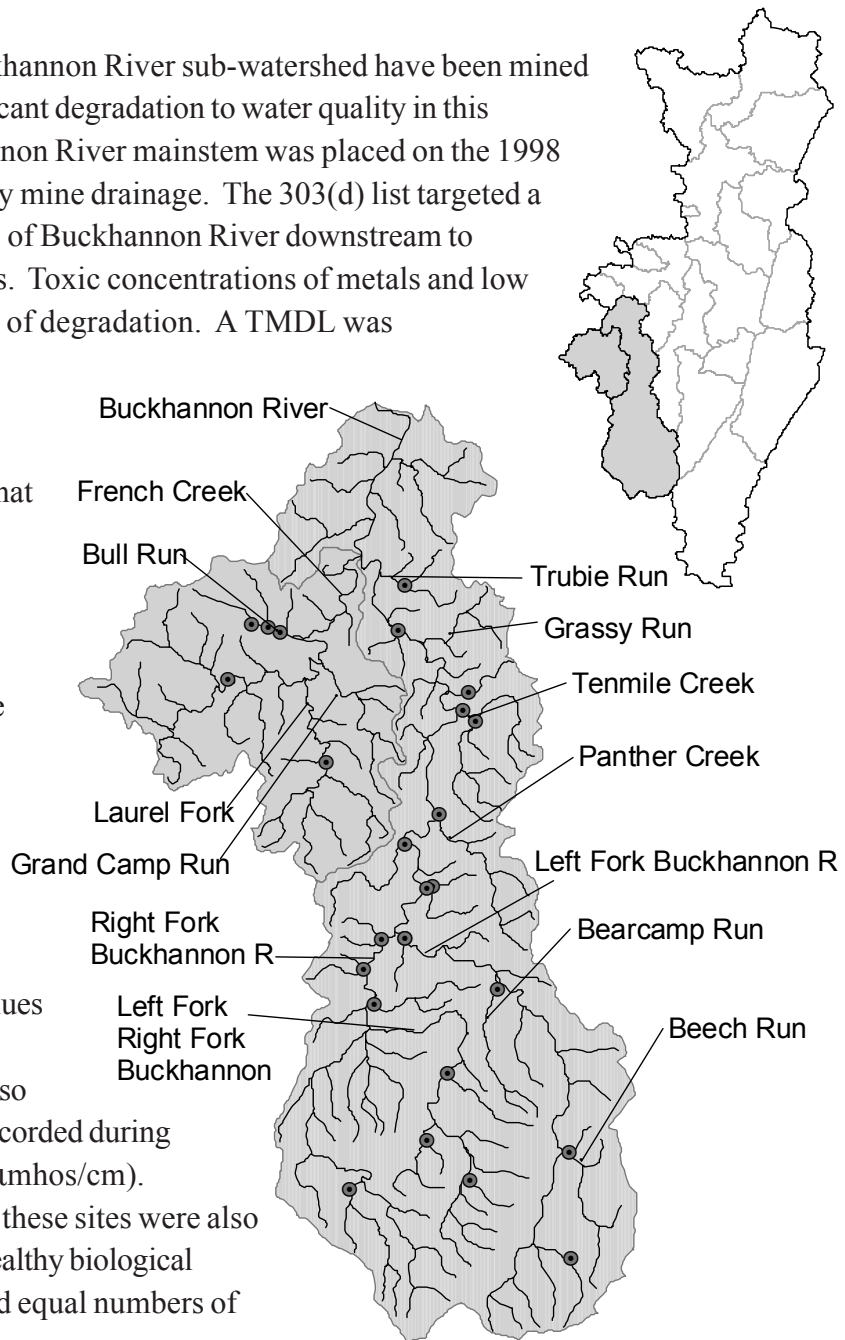 khannon River sub-watershed have been mined
cant degradation to water quality in this
non River mainstem was placed on the 1998
y mine drainage. The 303(d) list targeted a
of Buckhannon River downstream to
s. Toxic concentrations of metals and low
of degradation. A TMDL was
Buckhannon River
hat
French Creek
Bull Run
Trubie Run
Grassy Run
Tenmile Creek
e
Panther Creek
Laurel Fork
Grand Camp Run
Left Fork Buckhannon R
Right Fork
Buckhannon R
Bearcamp Run
ues
Left Fork
Right Fork
Buckhannon
Beech Run
so
corded during
umhos/cm).
these sites were also
ealthy biological
d equal numbers of